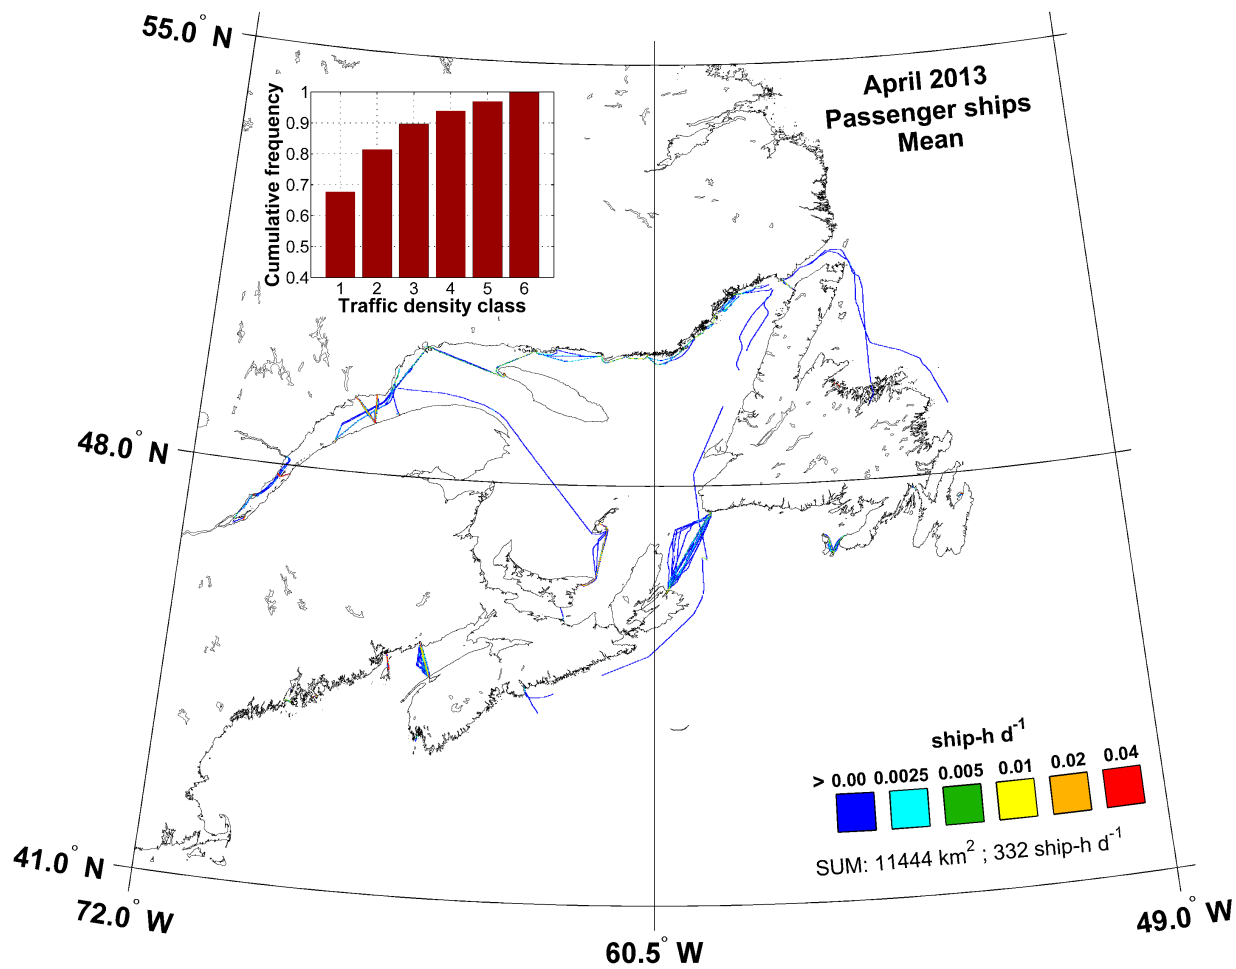 55.0° N
April 2013
Passenger ships
Mean
Cumulative frequency
1
0.9
0.8
0.7
0.6
0.5
0.4
1 2 3 4 5 6
Traffic density class
48.0° N
ship-h d-1
> 0.00 0.0025 0.005 0.01 0.02 0.04
SUM: 11444 km2 ; 332 ship-h d-1
41.0° N
72.0° W
60.5° W
49.0° W